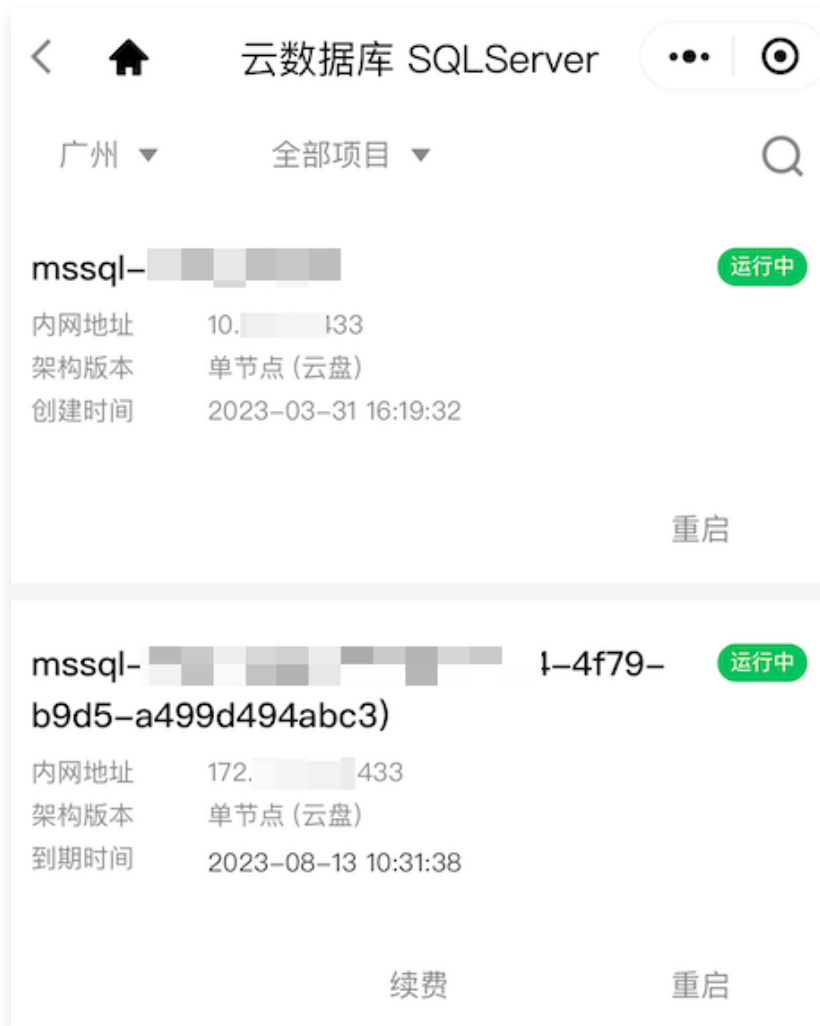 云数据库 SQLServer
广州 全部项目
mssql- 运行中
内网地址 10. 433
架构版本 单节点 (云盘)
创建时间 2023-03-31 16:19:32
重启
mssql- 4-4f79- 运行中
b9d5-a499d494abc3)
内网地址 172. 433
架构版本 单节点 (云盘)
到期时间 2023-08-13 10:31:38
续费 重启